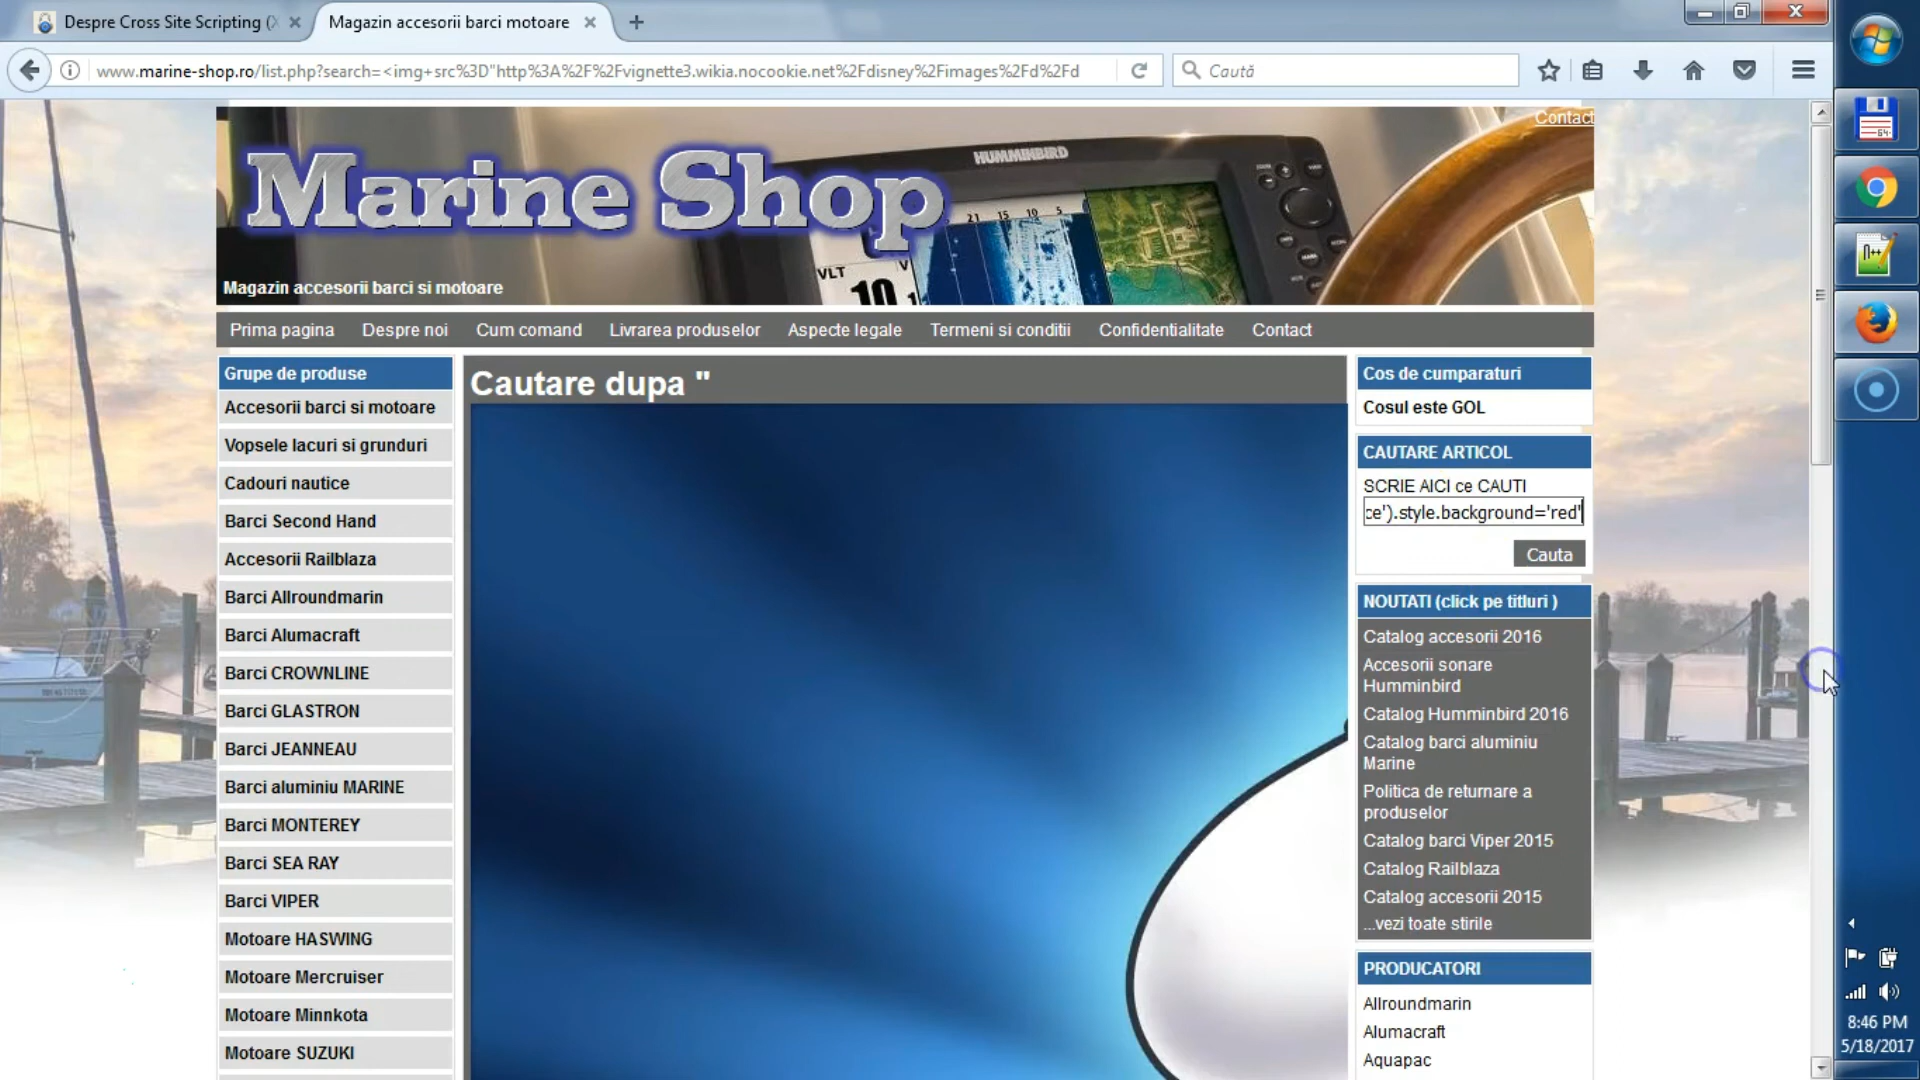 Despre Cross Site Scripting (X
Magazin accesorii barci motoare
www.marine-shop.ro/list.php?search=<img+src%3D"http%3A%2F%2Fvignette3.wikia.nocookie.net%2Fdisney%2Fimages%2Fd%2Fd
Caută
Contact
HUMMINBIRD
Marine Shop
21 15 10 5
VLT
10.1
Magazin accesorii barci si motoare
Prima pagina Despre noi Cum comand Livrarea produselor Aspecte legale Termeni si conditii Confidentialitate Contact
Grupe de produse
Accesorii barci si motoare
Vopsele lacuri si grunduri
Cadouri nautice
Barci Second Hand
Accesorii Railblaza
Barci Allroundmarin
Barci Alumacraft
Barci CROWNLINE
Barci GLASTRON
Barci JEANNEAU
Barci aluminiu MARINE
Barci MONTEREY
Barci SEA RAY
Barci VIPER
Motoare HASWING
Motoare Mercruiser
Motoare Minnkota
Motoare SUZUKI
Cautare dupa "
Cos de cumparaturi
Cosul este GOL
CAUTARE ARTICOL
SCRIE AICI ce CAUTI
ce').style.background='red'
Cauta
NOUTATI (click pe titluri )
Catalog accesorii 2016
Accesorii sonare
Humminbird
Catalog Humminbird 2016
Catalog barci aluminiu
Marine
Politica de returnare a
produselor
Catalog barci Viper 2015
Catalog Railblaza
Catalog accesorii 2015
...vezi toate stirile
PRODUCATORI
Allroundmarin
Alumacraft
Aquapac
64
8:46 PM
5/18/2017